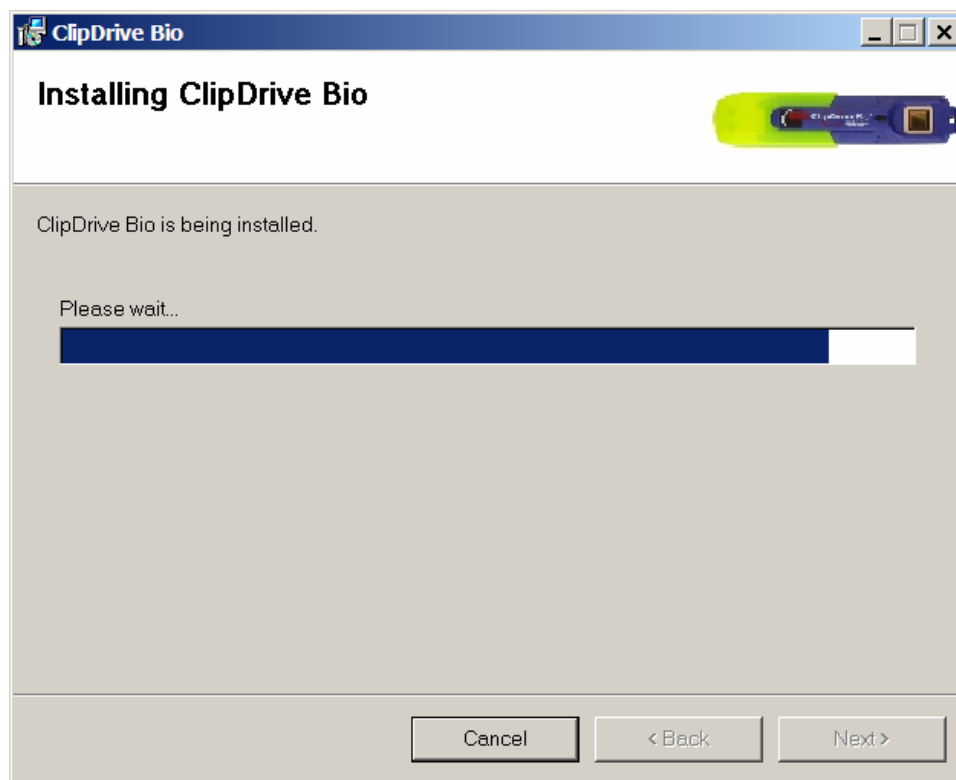 ClipDrive Bio
Installing ClipDrive Bio
ClipDrive Bio is being installed.
Please wait...
Cancel
< Back
Next >